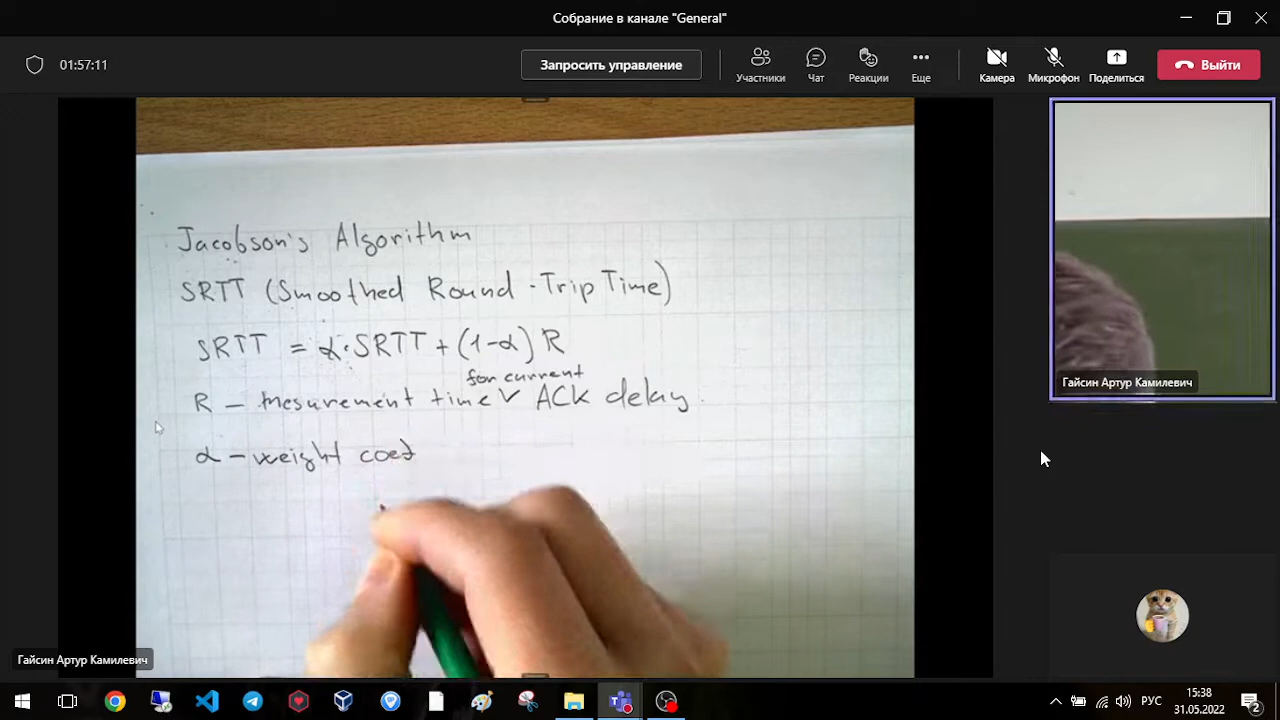 Собрание в канале "General"
01:57:11
Запросить управление
Участники
Чат
Реакции
Еще
Камера
Микрофон
Поделиться
Выйти
Jacobson's Algorithm
SRTT (Smoothed Round-Trip Time)
SRTT = α·SRTT + (1-α) R
for current
R – mesurement time V ACK delay.
α – weight coef
Гайсин Артур Камилевич
Гайсин Артур Камилевич
РУС
15:38
31.05.2022
2